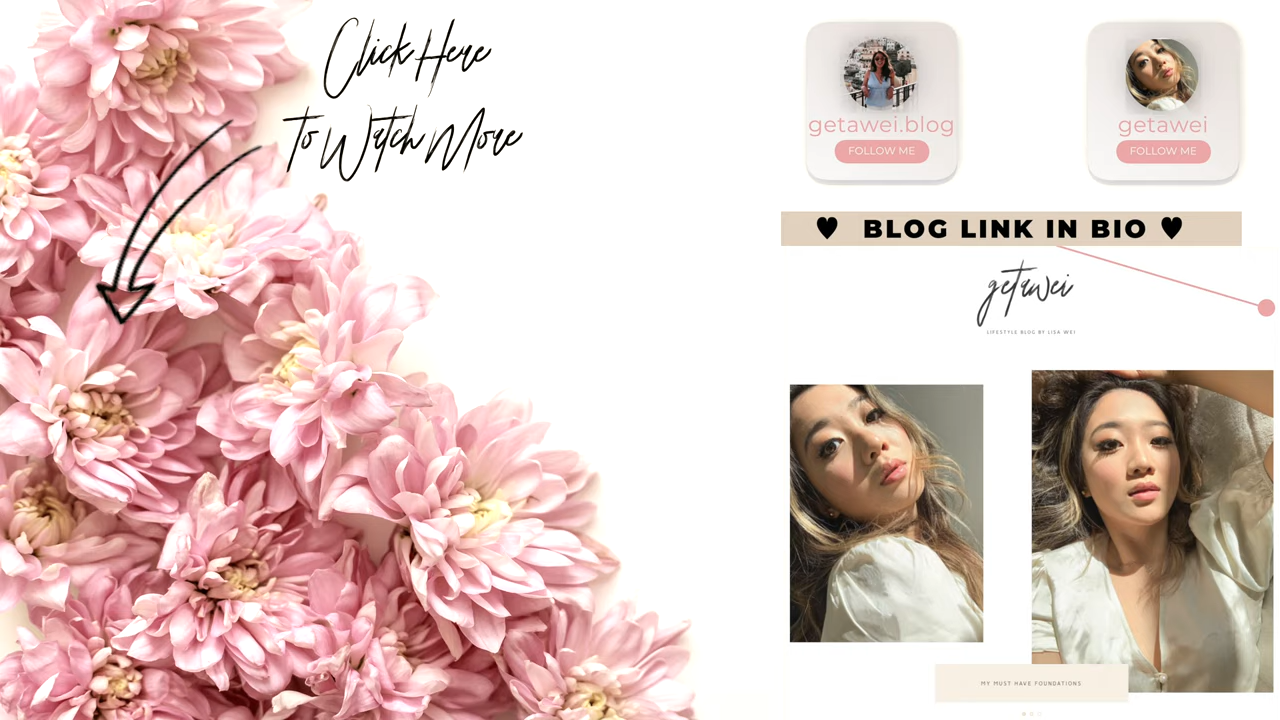 Click Here
To Watch More
getawei.blog
FOLLOW ME
getawei
FOLLOW ME
BLOG LINK IN BIO
getawei
LIFESTYLE BLOG BY LISA WEI
MY MUST HAVE FOUNDATIONS